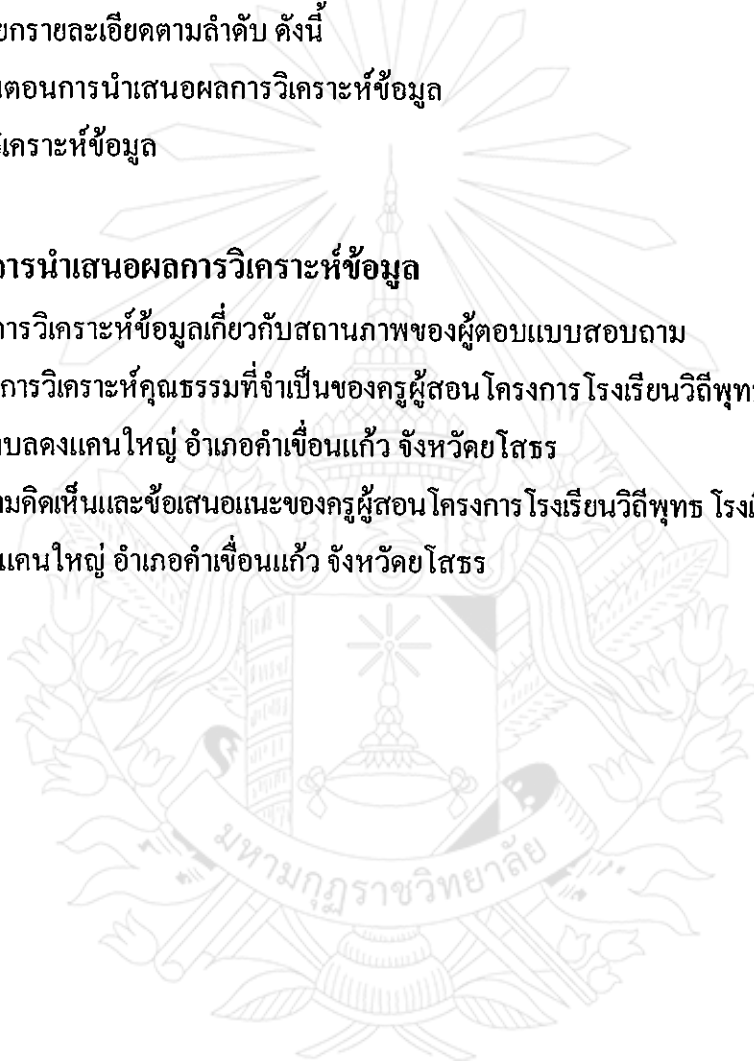 ยกรายละเอียดตามลำดับ ดังนี้
นตอนการนำเสนอผลการวิเคราะห์ข้อมูล
วิเคราะห์ข้อมูล
การนำเสนอผลการวิเคราะห์ข้อมูล
การวิเคราะห์ข้อมูลเกี่ยวกับสถานภาพของผู้ตอบแบบสอบถาม
การวิเคราะห์คุณธรรมที่จำเป็นของครูผู้สอนโครงการโรงเรียนวิถีพุท
บลดงแคนใหญ่ อำเภอคำเขื่อนแก้ว จังหวัดยโสธร
ามคิดเห็นและข้อเสนอแนะของครูผู้สอนโครงการโรงเรียนวิถีพุทธ โรงเ
แคนใหญ่ อำเภอคำเขื่อนแก้ว จังหวัดยโสธร
มหามกุฏราชวิทยาลัย